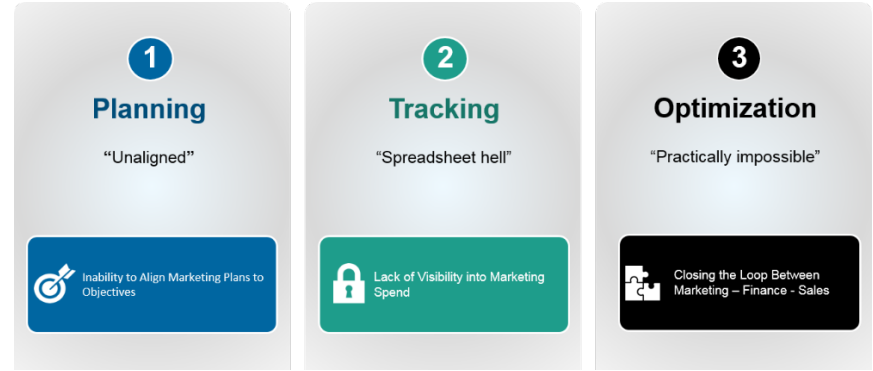 1
Planning
“Unaligned”
Inability to Align Marketing Plans to
Objectives
2
Tracking
“Spreadsheet hell”
Lack of Visibility into Marketing
Spend
3
Optimization
“Practically impossible”
Closing the Loop Between
Marketing – Finance - Sales